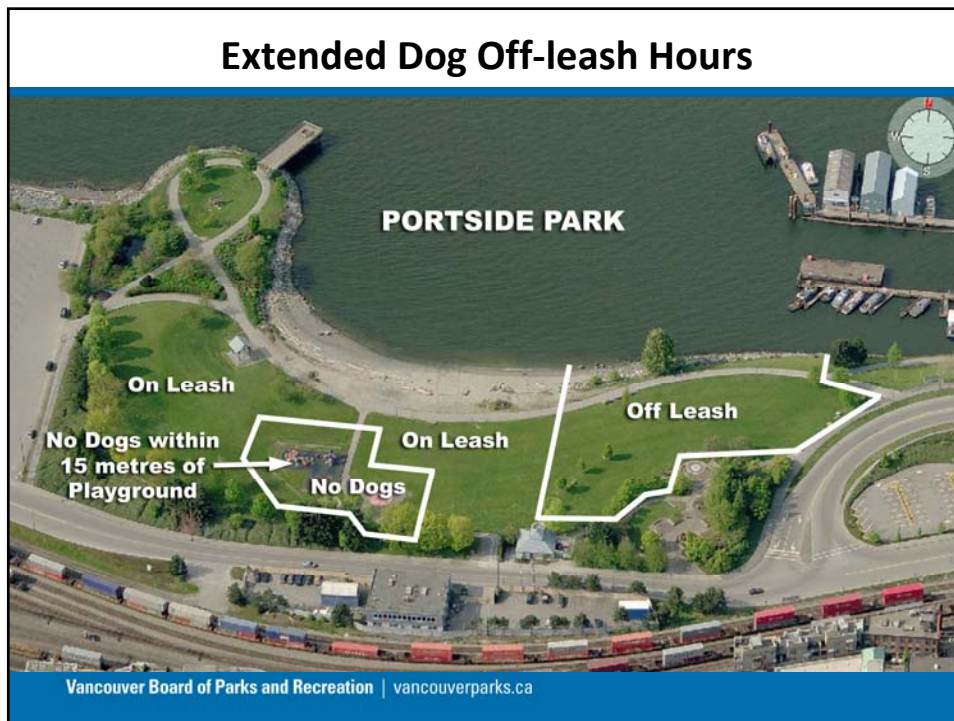 Extended Dog Off-leash Hours
N
W
S
PORTSIDE PARK
On Leash
Off Leash
No Dogs within
15 metres of
Playground
On Leash
No Dogs
Vancouver Board of Parks and Recreation | vancouverparks.ca